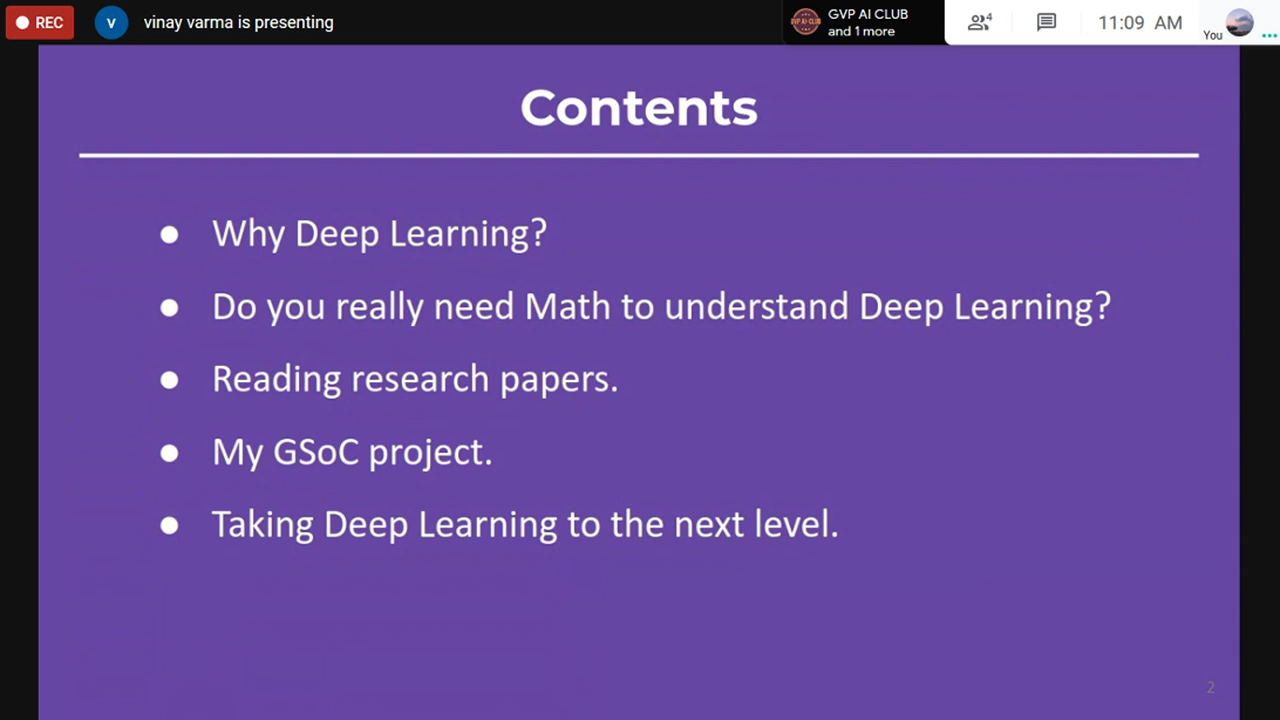 REC
v
vinay varma is presenting
GVP AI CLUB
and 1 more
4
11:09 AM
You
Contents
● Why Deep Learning?
● Do you really need Math to understand Deep Learning?
● Reading research papers.
● My GSoC project.
● Taking Deep Learning to the next level.
2